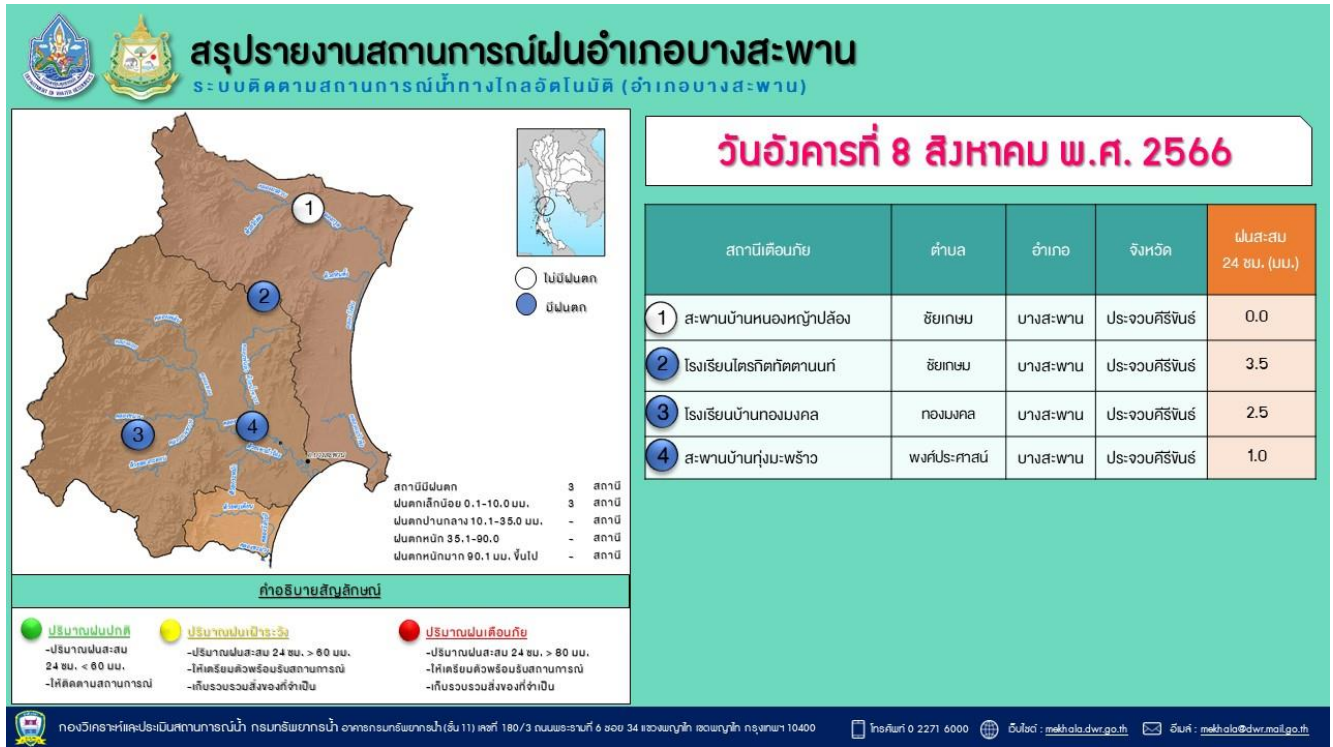 สรุปรายงานสถานการณ์ฝนอำเภอบางสะพาน
ระบบติดตามสถานการณ์น้ำทางไกลอัตโนมัติ (อำเภอบางสะพาน)
วันอังคารที่ 8 สิงหาคม พ.ศ. 2566
1
2
3
4
ไม่มีฝนตก
มีฝนตก
สถานีมีฝนตก 3 สถานี
ฝนตกเล็กน้อย 0.1-10.0 มม. 3 สถานี
ฝนตกปานกลาง 10.1-35.0 มม. - สถานี
ฝนตกหนัก 35.1-90.0 - สถานี
ฝนตกหนักมาก 90.1 มม. ขึ้นไป - สถานี
สถานีเตือนภัย ตำบล อำเภอ จังหวัด ฝนสะสม 24 ชม. (มม.)
1 สะพานบ้านหนองหญ้าปล้อง ชัยเกษม บางสะพาน ประจวบคีรีขันธ์ 0.0
2 โรงเรียนไตรกิตทัตตานนท์ ชัยเกษม บางสะพาน ประจวบคีรีขันธ์ 3.5
3 โรงเรียนบ้านทองมงคล ทองมงคล บางสะพาน ประจวบคีรีขันธ์ 2.5
4 สะพานบ้านทุ่งมะพร้าว พงศ์ประศาสน์ บางสะพาน ประจวบคีรีขันธ์ 1.0
คำอธิบายสัญลักษณ์
ปริมาณฝนปกติ
-ปริมาณฝนสะสม
24 ชม. < 60 มม.
-ให้ติดตามสถานการณ์
ปริมาณฝนเฝ้าระวัง
-ปริมาณฝนสะสม 24 ชม. > 60 มม.
-ให้เตรียมตัวพร้อมรับสถานการณ์
-เก็บรวบรวมสิ่งของที่จำเป็น
ปริมาณฝนเตือนภัย
-ปริมาณฝนสะสม 24 ชม. > 80 มม.
-ให้เตรียมตัวพร้อมรับสถานการณ์
-เก็บรวบรวมสิ่งของที่จำเป็น
กองวิเคราะห์และประเมินสถานการณ์น้ำ กรมทรัพยากรน้ำ อาคารกรมทรัพยากรน้ำ (ชั้น 11) เลขที่ 180/3 ถนนพระรามที่ 6 ซอย 34 แขวงพญาไท เขตพญาไท กรุงเทพฯ 10400 โทรศัพท์ 0 2271 6000 เว็บไซต์ : mekhala.dwr.go.th อีเมล์ : mekhala@dwr.mail.go.th